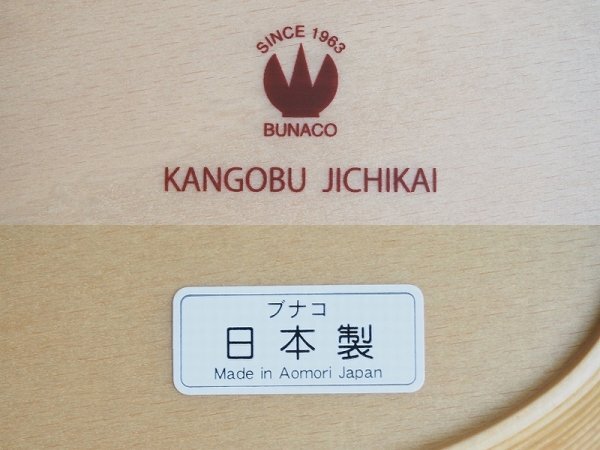 SINCE 1963
BUNACO
KANGOBU JICHIKAI
ブナコ
日本製
Made in Aomori Japan